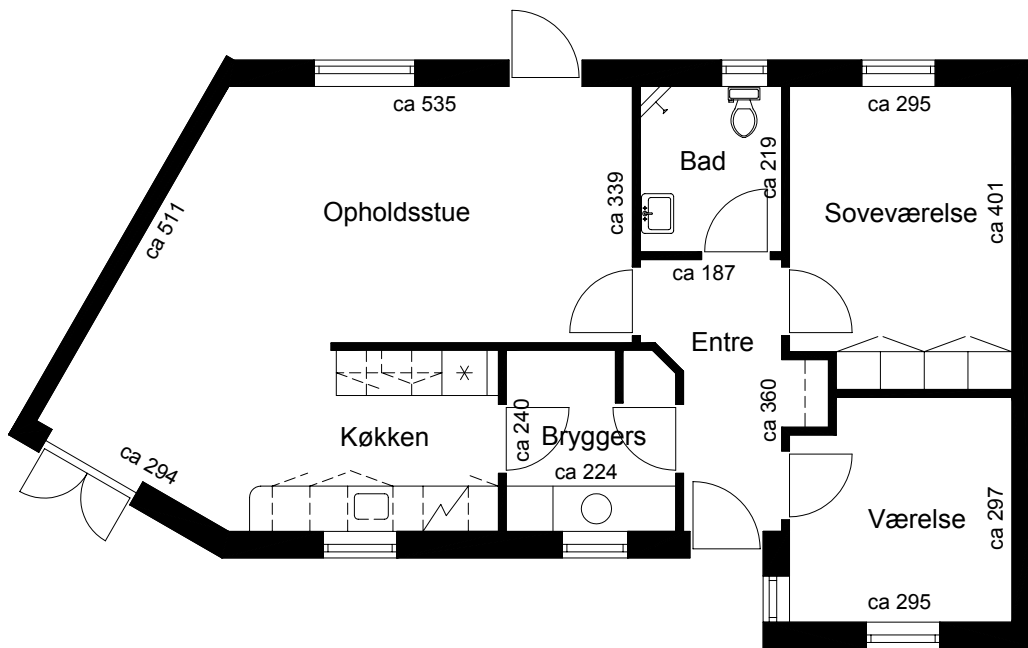 ca 535
ca 295
Bad
ca 219
ca 339
ca 511
Opholdsstue
Soveværelse
ca 401
ca 187
Entre
ca 360
Køkken
ca 240
Bryggers
ca 224
ca 294
Værelse
ca 297
ca 295